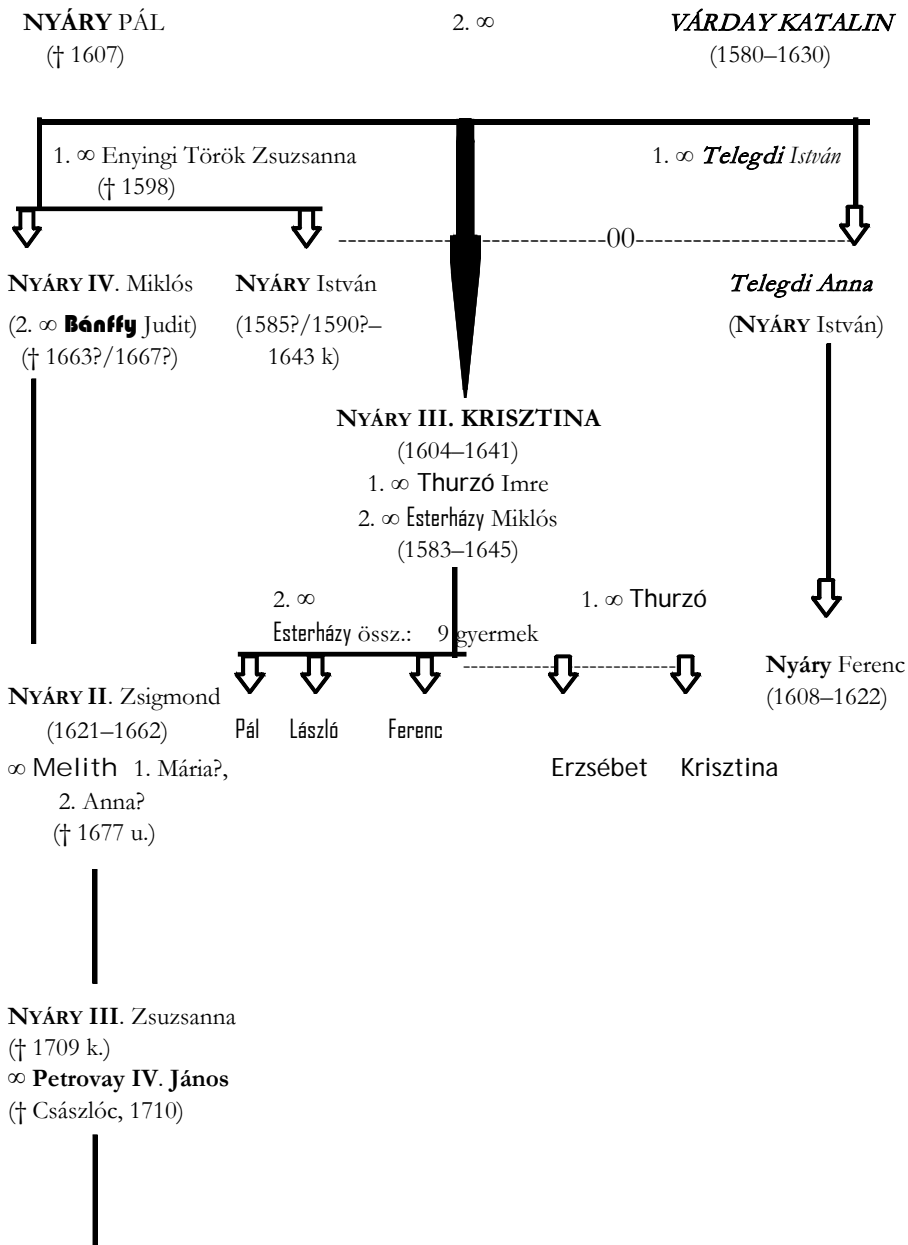 NYÁRY PÁL 2. ∞ VÁRDAY KATALIN
(† 1607) (1580–1630)
1. ∞ Enyingi Török Zsuzsanna 1. ∞ Telegdi István
(† 1598)
00
NYÁRY IV. Miklós NYÁRY István Telegdi Anna
(2. ∞ Bánffy Judit) (1585?/1590?– (NYÁRY István)
(† 1663?/1667?) 1643 k)
NYÁRY III. KRISZTINA
(1604–1641)
1. ∞ Thurzó Imre
2. ∞ Esterházy Miklós
(1583–1645)
2. ∞ 1. ∞ Thurzó
Esterházy össz.: 9 gyermek
Nyáry Ferenc
NYÁRY II. Zsigmond (1608–1622)
(1621–1662) Pál László Ferenc
∞ Melith 1. Mária?, Erzsébet Krisztina
2. Anna?
(† 1677 u.)
NYÁRY III. Zsuzsanna
(† 1709 k.)
∞ Petrovay IV. János
(† Császlóc, 1710)